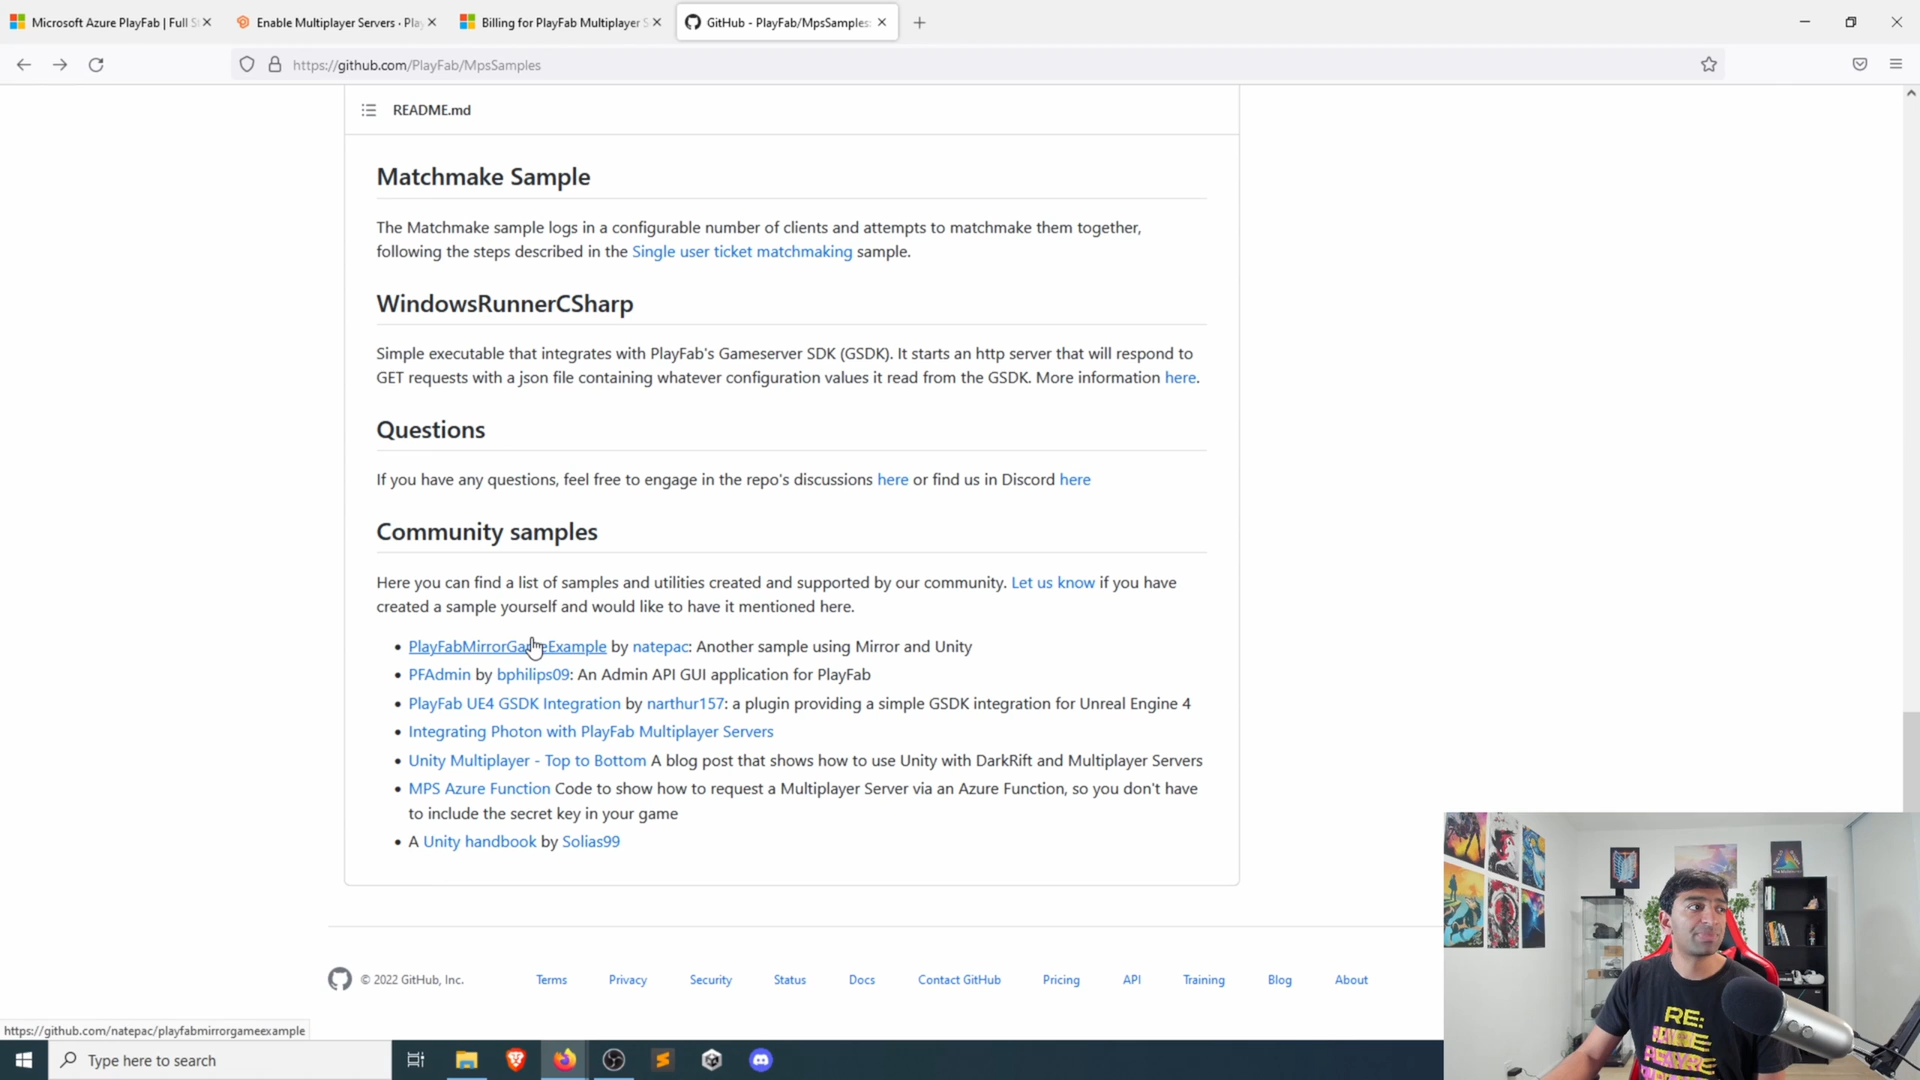 Microsoft Azure PlayFab | Full S
Enable Multiplayer Servers · Play
Billing for PlayFab Multiplayer S
GitHub - PlayFab/MpsSamples:
https://github.com/PlayFab/MpsSamples
README.md
Matchmake Sample
The Matchmake sample logs in a configurable number of clients and attempts to matchmake them together,
following the steps described in the Single user ticket matchmaking sample.
WindowsRunnerCSharp
Simple executable that integrates with PlayFab's Gameserver SDK (GSDK). It starts an http server that will respond to
GET requests with a json file containing whatever configuration values it read from the GSDK. More information here.
Questions
If you have any questions, feel free to engage in the repo's discussions here or find us in Discord here
Community samples
Here you can find a list of samples and utilities created and supported by our community. Let us know if you have
created a sample yourself and would like to have it mentioned here.
• PlayFabMirrorGameExample by natepac: Another sample using Mirror and Unity
• PFAdmin by bphilips09: An Admin API GUI application for PlayFab
• PlayFab UE4 GSDK Integration by narthur157: a plugin providing a simple GSDK integration for Unreal Engine 4
• Integrating Photon with PlayFab Multiplayer Servers
• Unity Multiplayer - Top to Bottom A blog post that shows how to use Unity with DarkRift and Multiplayer Servers
• MPS Azure Function Code to show how to request a Multiplayer Server via an Azure Function, so you don't have
to include the secret key in your game
• A Unity handbook by Solias99
© 2022 GitHub, Inc.
Terms
Privacy
Security
Status
Docs
Contact GitHub
Pricing
API
Training
Blog
About
https://github.com/natepac/playfabmirrorgameexample
Type here to search
RE: